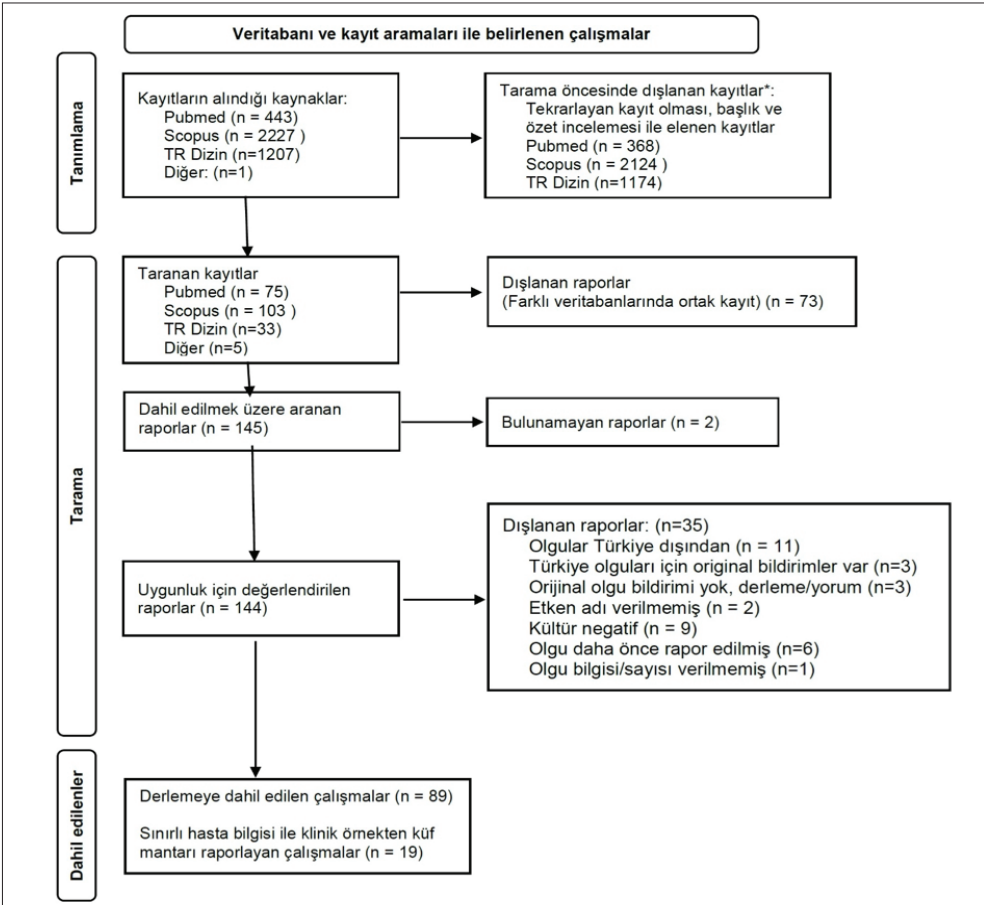 Veritabanı ve kayıt aramaları ile belirlenen çalışmalar
Tanımlama
Kayıtların alındığı kaynaklar:
Pubmed (n = 443)
Scopus (n = 2227 )
TR Dizin (n=1207)
Diğer: (n=1)
Tarama öncesinde dışlanan kayıtlar*:
Tekrarlayan kayıt olması, başlık ve
özet incelemesi ile elenen kayıtlar
Pubmed (n = 368)
Scopus (n = 2124 )
TR Dizin (n=1174)
Tarama
Taranan kayıtlar
Pubmed (n = 75)
Scopus (n = 103 )
TR Dizin (n=33)
Diğer (n=5)
Dışlanan raporlar
(Farklı veritabanlarında ortak kayıt) (n = 73)
Dahil edilmek üzere aranan
raporlar (n = 145)
Bulunamayan raporlar (n = 2)
Uygunluk için değerlendirilen
raporlar (n = 144)
Dışlanan raporlar: (n=35)
Olgular Türkiye dışından (n = 11)
Türkiye olguları için original bildirimler var (n=3)
Orijinal olgu bildirimi yok, derleme/yorum (n=3)
Etken adı verilmemiş (n = 2)
Kültür negatif (n = 9)
Olgu daha önce rapor edilmiş (n=6)
Olgu bilgisi/sayısı verilmemiş (n=1)
Dahil edilenler
Derlemeye dahil edilen çalışmalar (n = 89)
Sınırlı hasta bilgisi ile klinik örnekten küf
mantarı raporlayan çalışmalar (n = 19)